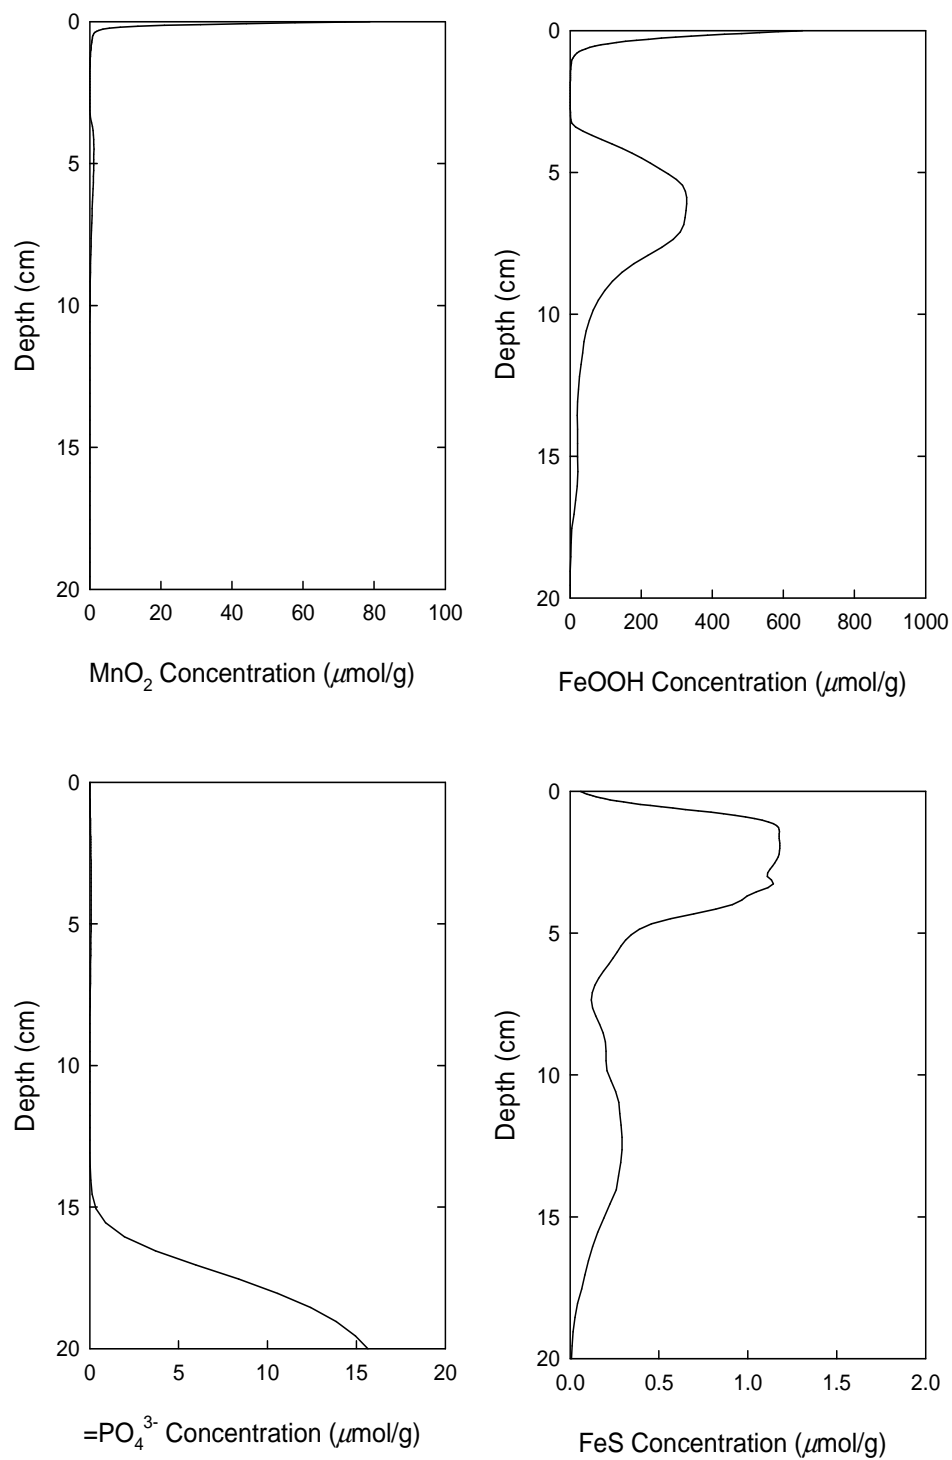 0
5
10
15
20
Depth (cm)
0 20 40 60 80 100
MnO₂ Concentration (μmol/g)
0
5
10
15
20
Depth (cm)
0 200 400 600 800 1000
FeOOH Concentration (μmol/g)
0
5
10
15
20
Depth (cm)
0 5 10 15 20
=PO₄³⁻ Concentration (μmol/g)
0
5
10
15
20
Depth (cm)
0.0 0.5 1.0 1.5 2.0
FeS Concentration (μmol/g)